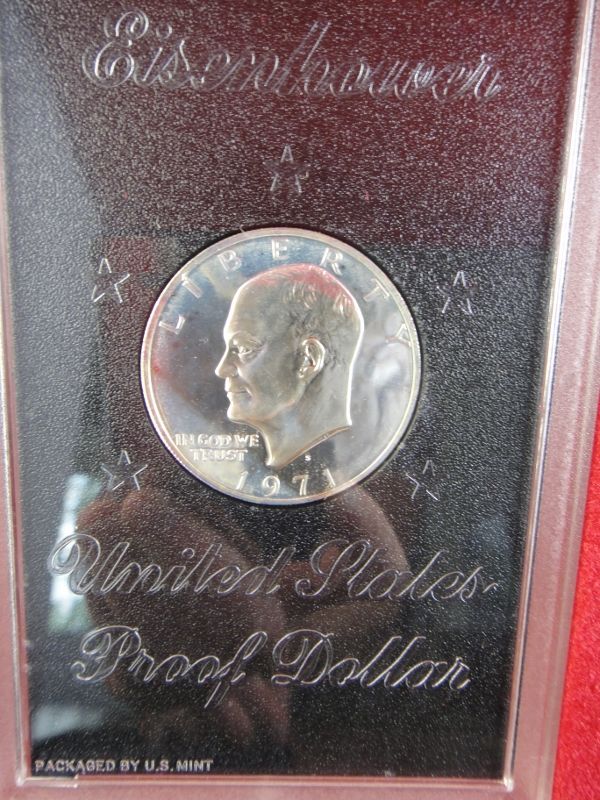 Eisenhower
LIBERTY
IN GOD WE
TRUST
S
1971
United States
Proof Dollar
PACKAGED BY U.S. MINT